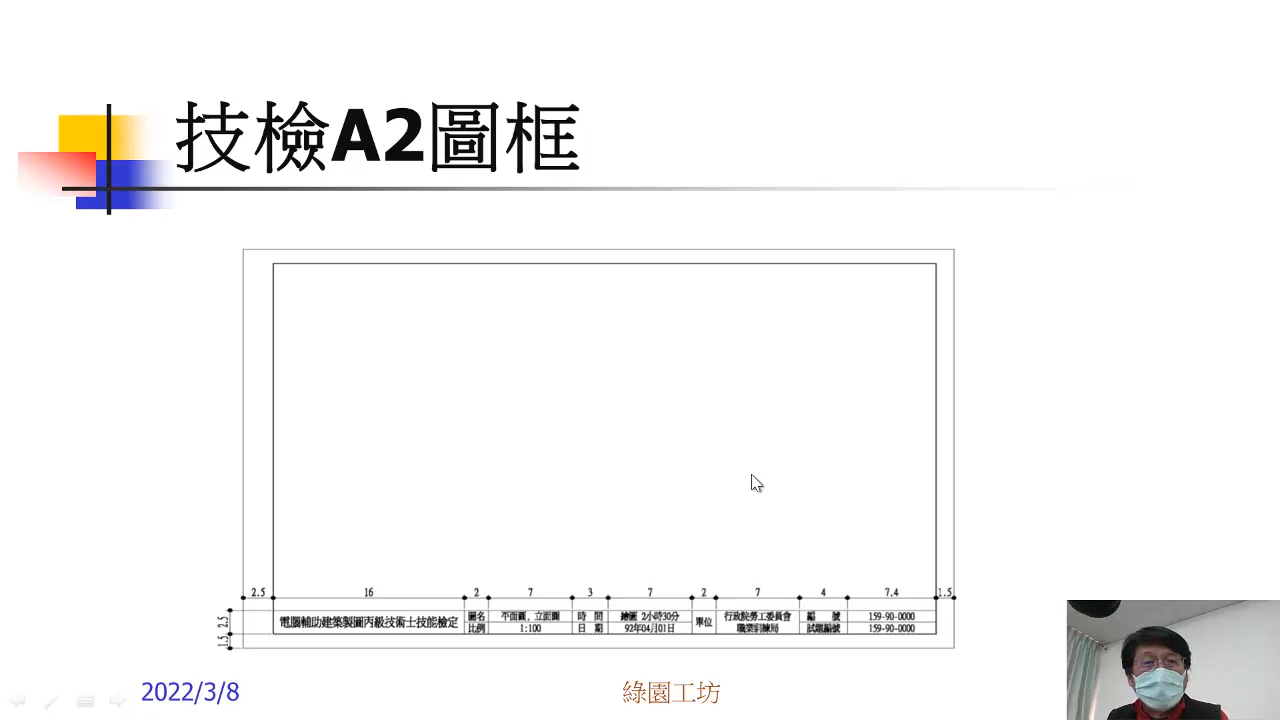 技檢A2圖框
2.5 16 2 7 3 7 2 7 4 7.4 1.5
2.5
1.5
電腦輔助建築製圖丙級技術士技能檢定
圖名 平面圖, 立面圖 時 間 繪圖 2小時30分 單位 行政院勞工委員會 編 號 159-90-0000
比例 1:100 日 期 92年04月01日 職業訓練局 試題編號 159-90-0000
2022/3/8
綠園工坊